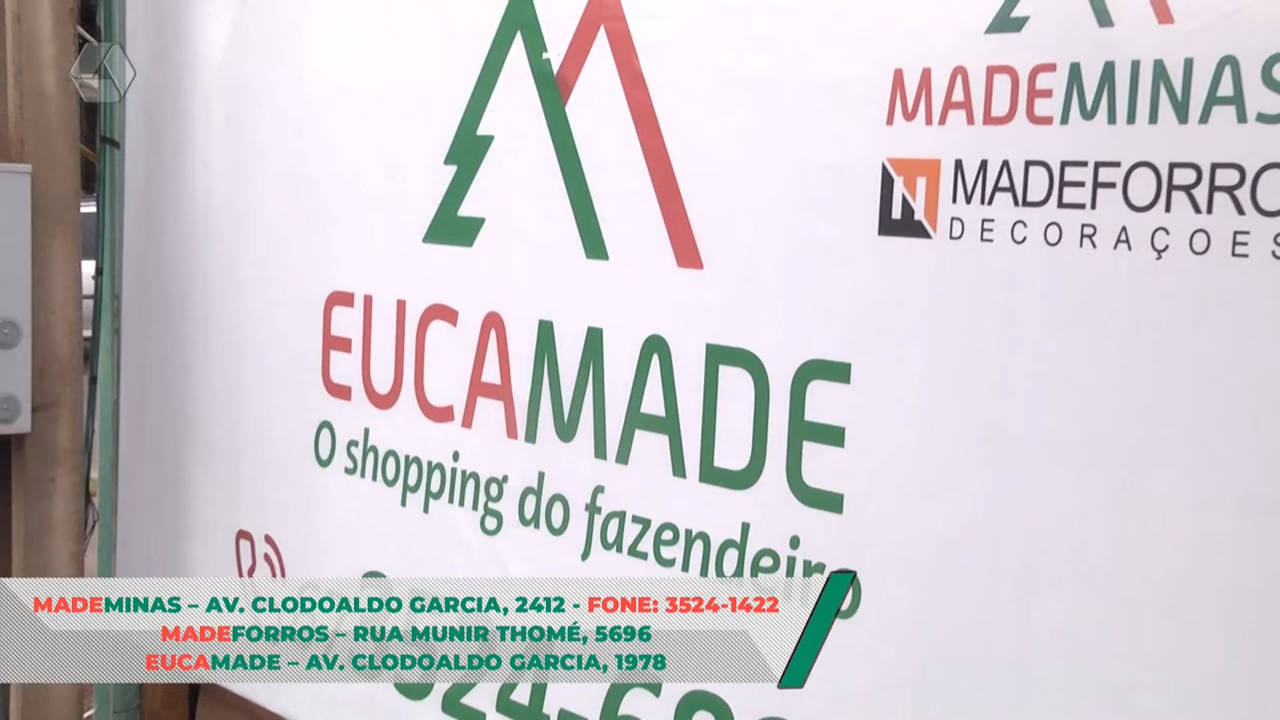 MADEMINAS
MADEFORRO
DECORAÇOES
EUCAMADE
O shopping do fazendeiro
MADEMINAS – AV. CLODOALDO GARCIA, 2412 - FONE: 3524-1422
MADEFORROS – RUA MUNIR THOMÉ, 5696
EUCAMADE – AV. CLODOALDO GARCIA, 1978